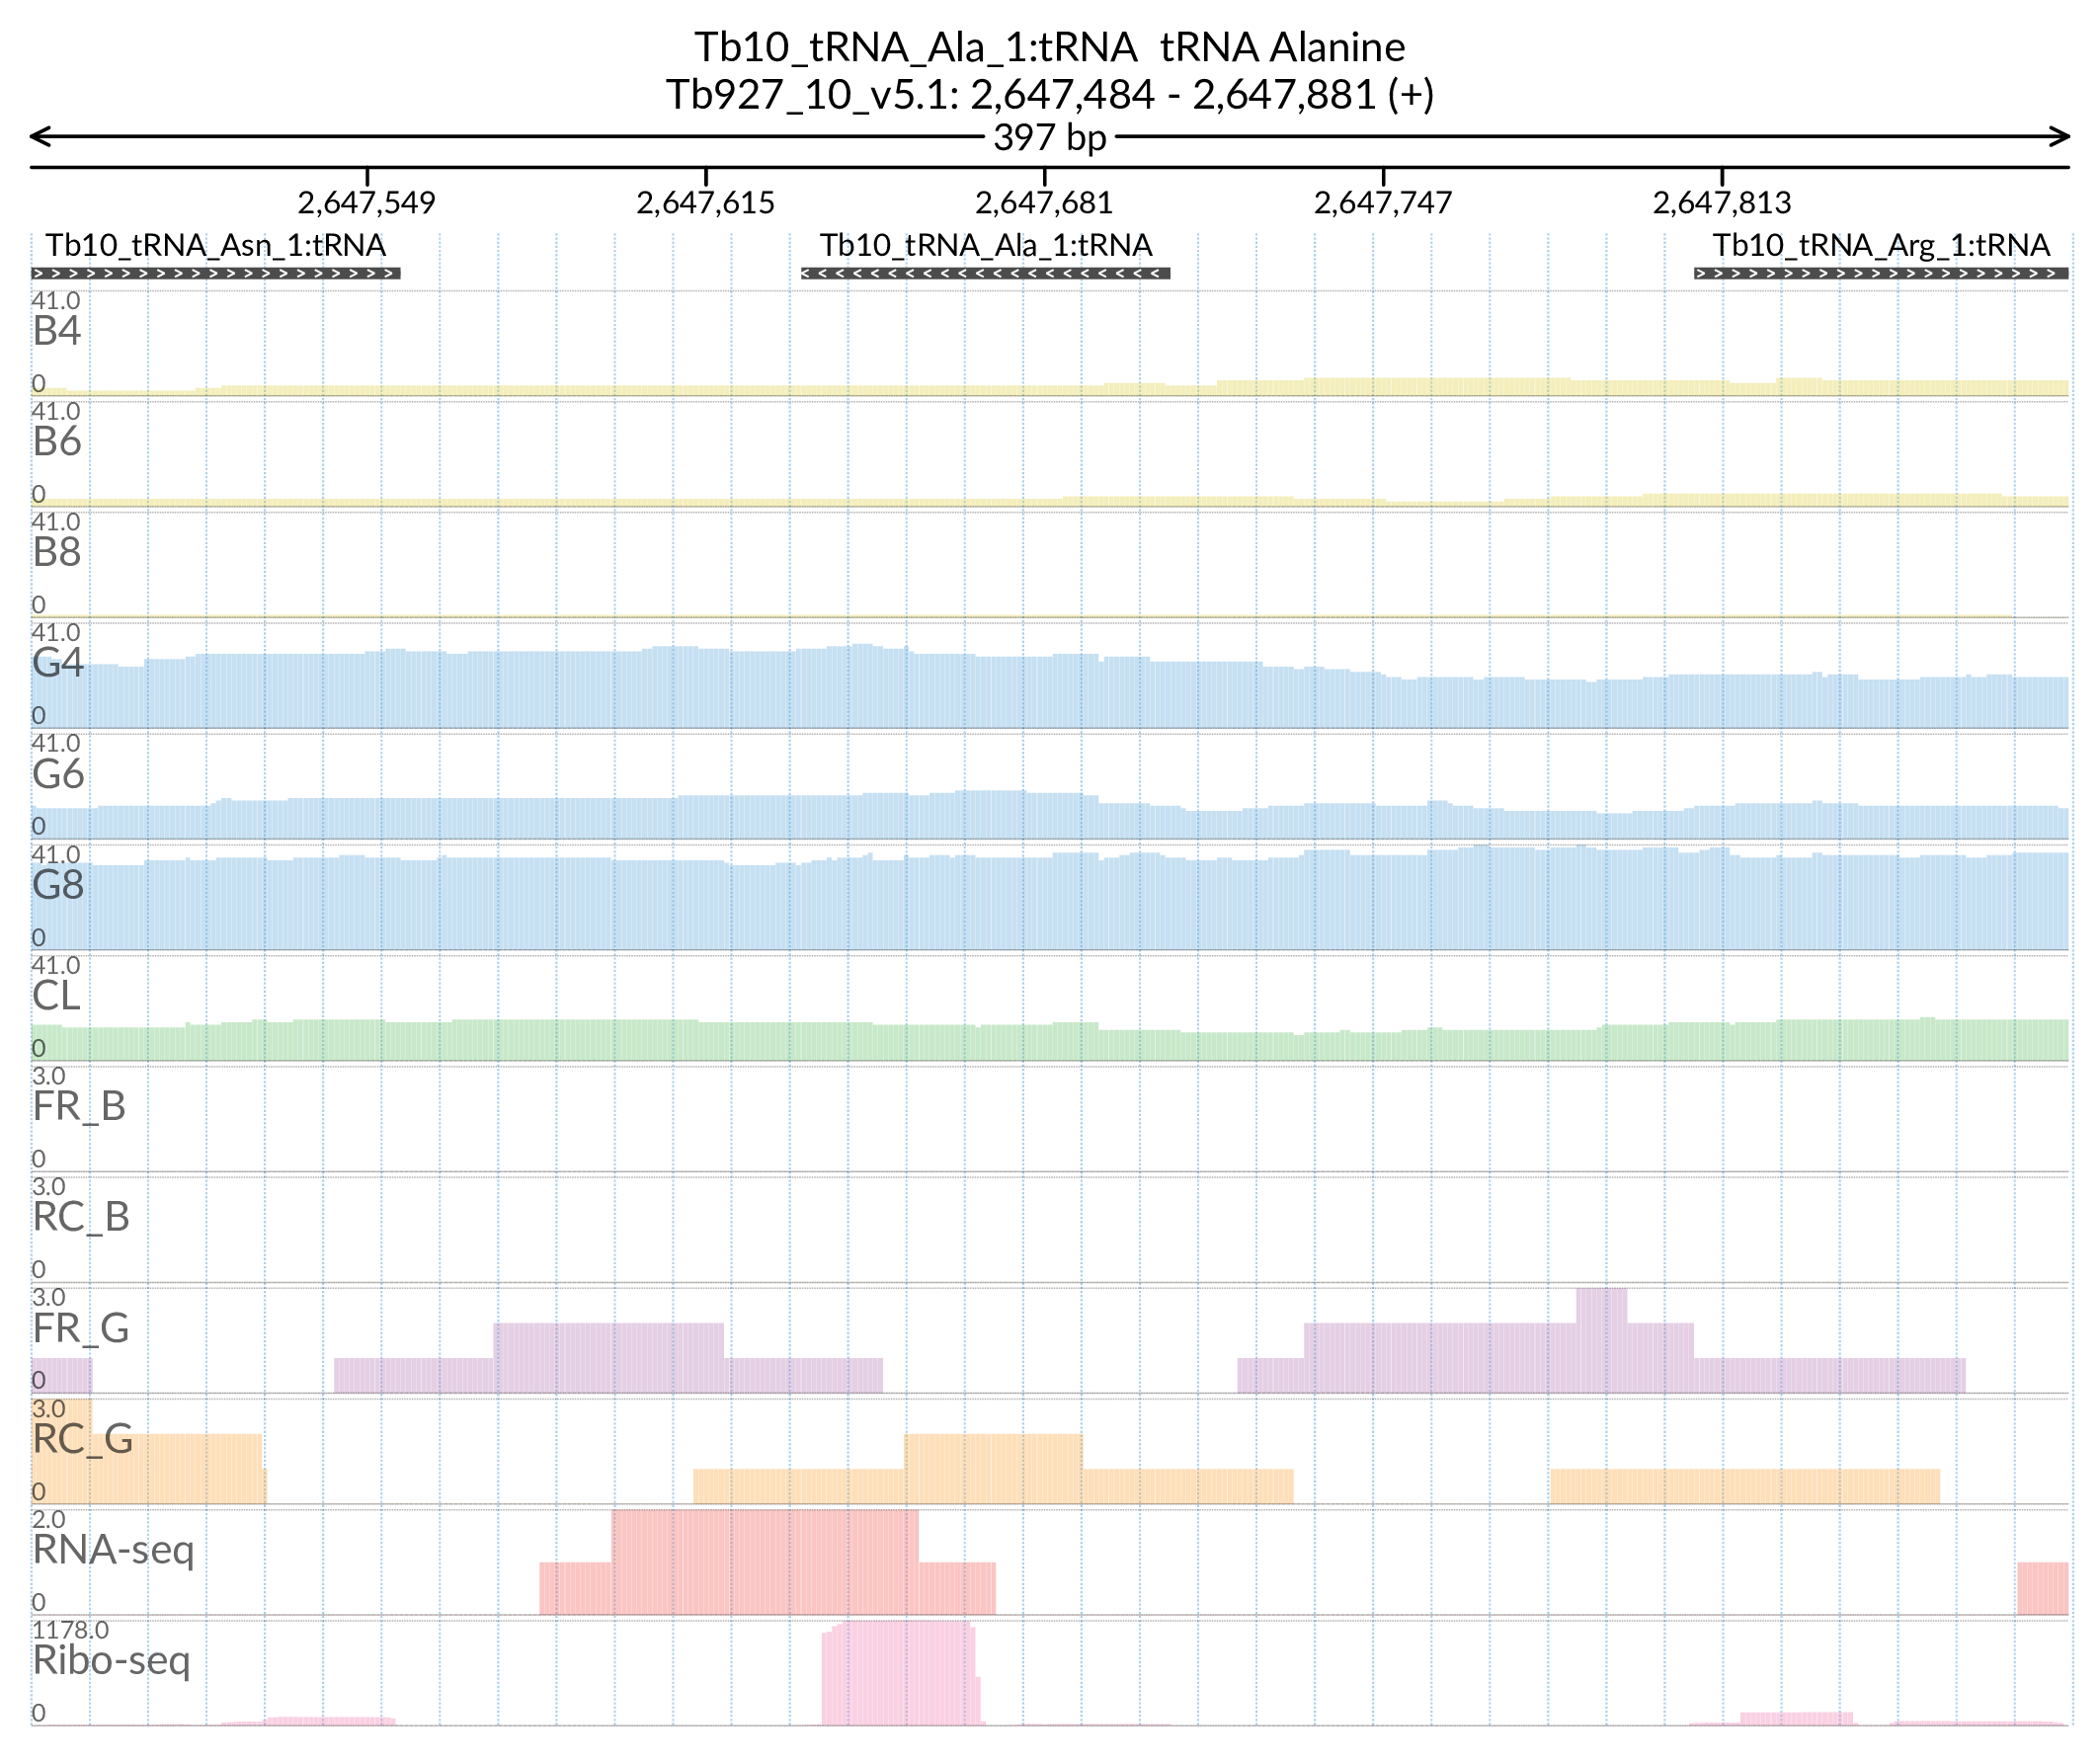 Tb10_tRNA_Ala_1:tRNA  tRNA Alanine
Tb927_10_v5.1: 2,647,484 - 2,647,881 (+)
397 bp
2,647,549 2,647,615 2,647,681 2,647,747 2,647,813
Tb10_tRNA_Asn_1:tRNA Tb10_tRNA_Ala_1:tRNA Tb10_tRNA_Arg_1:tRNA
41.0
B4
0
41.0
B6
0
41.0
B8
0
41.0
G4
0
41.0
G6
0
41.0
G8
0
41.0
CL
0
3.0
FR_B
0
3.0
RC_B
0
3.0
FR_G
0
3.0
RC_G
0
2.0
RNA-seq
0
1178.0
Ribo-seq
0